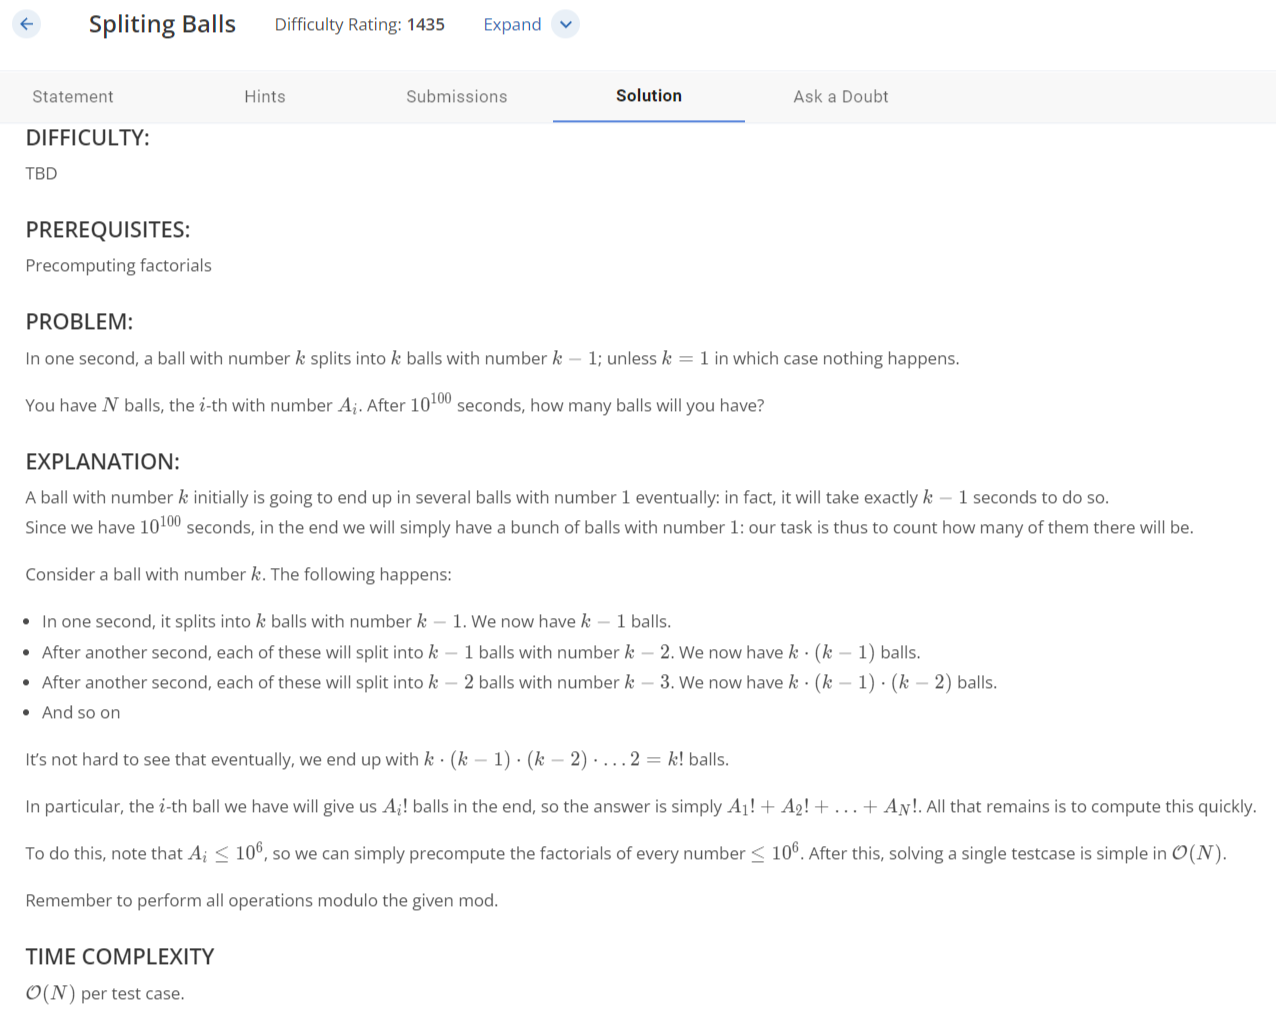 Spliting Balls Difficulty Rating: 1435 Expand
Statement Hints Submissions Solution Ask a Doubt
DIFFICULTY:
TBD
PREREQUISITES:
Precomputing factorials
PROBLEM:
In one second, a ball with number k splits into k balls with number k − 1; unless k = 1 in which case nothing happens.
You have N balls, the i-th with number A_i. After 10^100 seconds, how many balls will you have?
EXPLANATION:
A ball with number k initially is going to end up in several balls with number 1 eventually: in fact, it will take exactly k − 1 seconds to do so.
Since we have 10^100 seconds, in the end we will simply have a bunch of balls with number 1: our task is thus to count how many of them there will be.
Consider a ball with number k. The following happens:
• In one second, it splits into k balls with number k − 1. We now have k − 1 balls.
• After another second, each of these will split into k − 1 balls with number k − 2. We now have k · (k − 1) balls.
• After another second, each of these will split into k − 2 balls with number k − 3. We now have k · (k − 1) · (k − 2) balls.
• And so on
It's not hard to see that eventually, we end up with k · (k − 1) · (k − 2) · … 2 = k! balls.
In particular, the i-th ball we have will give us A_i! balls in the end, so the answer is simply A_1! + A_2! + … + A_N!. All that remains is to compute this quickly.
To do this, note that A_i ≤ 10^6, so we can simply precompute the factorials of every number ≤ 10^6. After this, solving a single testcase is simple in O(N).
Remember to perform all operations modulo the given mod.
TIME COMPLEXITY
O(N) per test case.